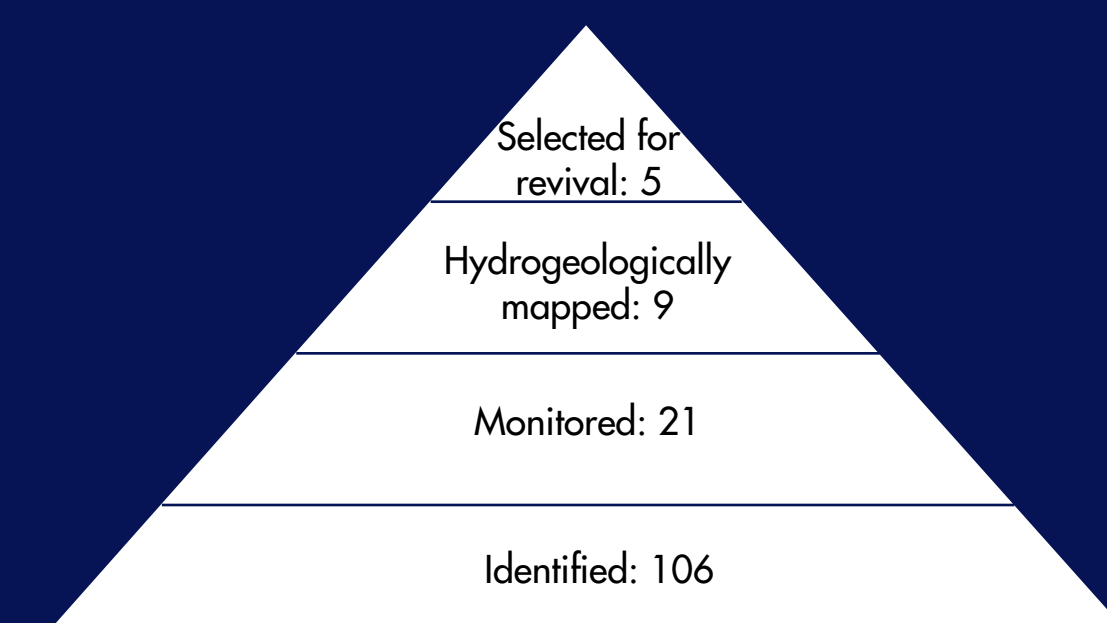 Selected for
revival: 5
Hydrogeologically
mapped: 9
Monitored: 21
Identified: 106